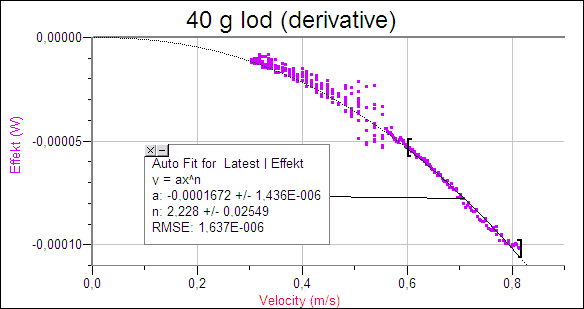 40 g lod (derivative)
0,00000
-0,00005
-0,00010
Effekt (W)
Auto Fit for Latest | Effekt
y = ax^n
a: -0,0001672 +/- 1,436E-006
n: 2,228 +/- 0,02549
RMSE: 1,637E-006
0,0 0,2 0,4 0,6 0,8
Velocity (m/s)